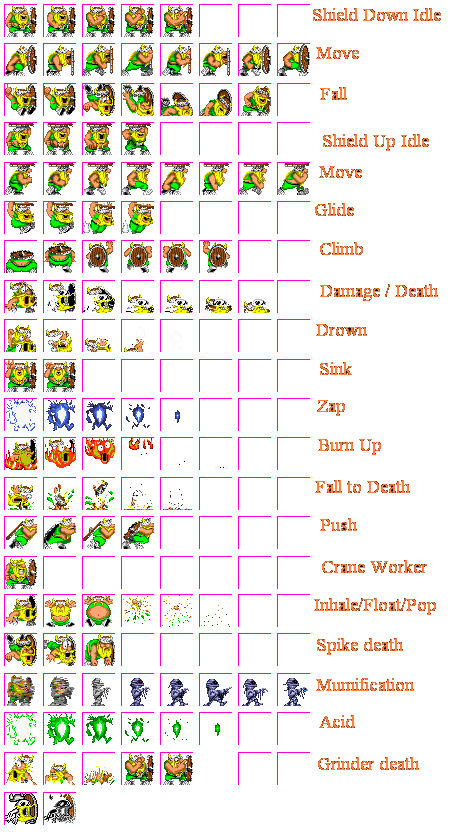 Shield Down Idle
Move
Fall
Shield Up Idle
Move
Glide
Climb
Damage / Death
Drown
Sink
Zap
Burn Up
Fall to Death
Push
Crane Worker
Inhale/Float/Pop
Spike death
Mumification
Acid
Grinder death